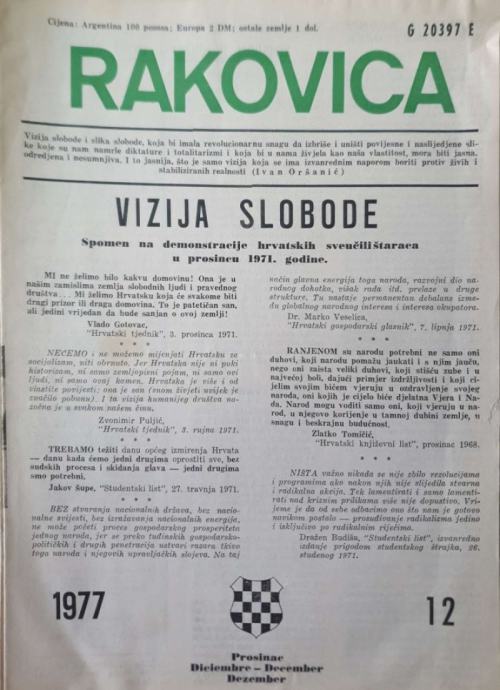 Cijena: Argentina 100 pesosa; Europa 2 DM; ostale zemlje 1 dol.
G 20397 E
RAKOVICA
Vizija slobode i slika slobode, koja bi imala revolucionarnu snagu da izbriše i uništi povijesne i naslijeđene sli-
ke koje su nam namrle diktature i totalitarizmi i koja bi u nama živjela kao naša vlastitost, mora biti jasna,
određena i nesumnjiva. I to jasnija, što je samo vizija koja se ima izvanrednim naporom boriti protiv živih i
stabiliziranih realnosti (Ivan Oršanić)
VIZIJA SLOBODE
Spomen na demonstracije hrvatskih sveučilištaraca
u prosincu 1971. godine.
MI ne želimo bilo kakvu domovinu! Ona je u
našim zamislima zemlja slobodnih ljudi i pravednog
društva... Mi želimo Hrvatsku koja će svakome biti
dragi prizor ili draga domovina. To je patetičan san,
ali jedini vrijedan da bude sanjan o ovoj zemlji!
Vlado Gotovac,
"Hrvatski tjednik", 3. prosinca 1971.
* * *
NEĆEMO i ne možemo mijenjati Hrvatsku za
socijalizam, niti obrnuto. Jer Hrvatska nije ni puki
historizam, ni samo zemljopisni pojam, ni samo ovi
ljudi, ni samo ovaj kamen. Hrvatska je više i od
vlastite povijesti: ona je san (znam živjeti uvijek je
značilo pobunu). I ta vizija humanijeg društva na-
zočna je u svakom našem činu.
Zvonimir Puljić,
"Hrvatski tjednik", 3. rujna 1971.
* * *
TREBAMO težiti danu općeg izmirenja Hrvata
— danu kada ćemo jedni drugima oprostiti sve, bez
sudskih procesa i skidanja glava — jedni drugima
smo potrebni.
Jakov šupe, "Studentski list", 27. travnja 1971.
* * *
BEZ stvaranja nacionalnih država, bez nacio-
nalne svijesti, bez izražavanja nacionalnih energija,
ne može početi proces gospodarskog prosperiteta
jednog naroda, jer se preko tuđinskih gospodarsko-
političkih i drugih penetracija ustvari razara tkivo
toga naroda i njegovih upravljačkih slojeva. Na taj
način glavna energija toga naroda, razvojni dio na-
rodnog dohotka, višak rada itd. prelaze u druge
strukture. Tu nastaje permanentan debalans izme-
đu globalnog narodnog interesa i interesa okupatora.
Dr. Marko Veselica,
"Hrvatski gospodarski glasnik", 7. lipnja 1971.
* * *
RANJENOM su narodu potrebni ne samo oni
duhovi, koji narodu pomažu jaukati i s njim jauču,
nego oni zaista veliki duhovi, koji stišću zube i u
najvećoj boli, dajući primjer izdržljivosti i koji ci-
jelim svojim bićem vjeruju u ozdravljenje svojeg
naroda, oni kojih je cijelo biće djelatna Vjera i Na-
da. Narod mogu voditi samo oni, koji vjeruju u na-
rod, u njegovo korijenje u tamnoj dubini zemlje, u
snagu i beskrajnu budućnost.
Zlatko Tomičić,
"Hrvatski književni list", prosinac 1968.
* * *
NIŠTA važno nikada se nije zbilo rezolucijama
i programima ako nakon njih nije slijedila stvarna
i radikalna akcija. Tek lamentirati i samo lamenti-
rati nad kriznim prilikama više nije dopustivo. Vri-
jeme je da od sebe odbacimo ono što nam je gotovo
navikom postalo — prosuđivanje radikalizma jedino
isključivo po radikalnim riječima.
Dražen Budiša, "Studentski list", izvanredno
izdanje prigodom studentskog štrajka, 26.
studenog 1971.
1977
12
Prosinac
Diciembre — December
Dezember